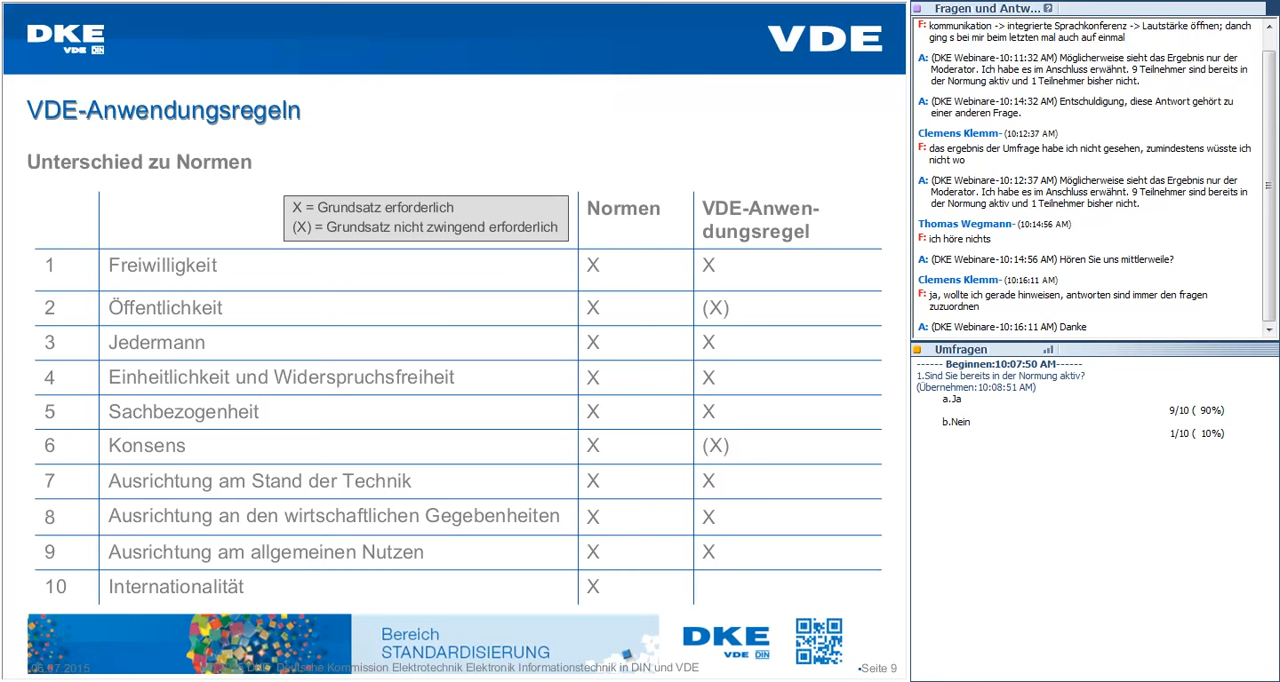 DKE
VDE DIN
VDE
VDE-Anwendungsregeln
Unterschied zu Normen
X = Grundsatz erforderlich
(X) = Grundsatz nicht zwingend erforderlich
Normen
VDE-Anwen-
dungsregel
1 Freiwilligkeit X X
2 Öffentlichkeit X (X)
3 Jedermann X X
4 Einheitlichkeit und Widerspruchsfreiheit X X
5 Sachbezogenheit X X
6 Konsens X (X)
7 Ausrichtung am Stand der Technik X X
8 Ausrichtung an den wirtschaftlichen Gegebenheiten X X
9 Ausrichtung am allgemeinen Nutzen X X
10 Internationalität X
Bereich
STANDARDISIERUNG
DKE
VDE DIN
06.07.2015
DKE Deutsche Kommission Elektrotechnik Elektronik Informationstechnik in DIN und VDE
•Seite 9
Fragen und Antw...
F: kommunikation -> integrierte Sprachkonferenz -> Lautstärke öffnen; danch
ging s bei mir beim letzten mal auch auf einmal
A: (DKE Webinare-10:11:32 AM) Möglicherweise sieht das Ergebnis nur der
Moderator. Ich habe es im Anschluss erwähnt. 9 Teilnehmer sind bereits in
der Normung aktiv und 1 Teilnehmer bisher nicht.
A: (DKE Webinare-10:14:32 AM) Entschuldigung, diese Antwort gehört zu
einer anderen Frage.
Clemens Klemm- (10:12:37 AM)
F: das ergebnis der Umfrage habe ich nicht gesehen, zumindestens wüsste ich
nicht wo
A: (DKE Webinare-10:12:37 AM) Möglicherweise sieht das Ergebnis nur der
Moderator. Ich habe es im Anschluss erwähnt. 9 Teilnehmer sind bereits in
der Normung aktiv und 1 Teilnehmer bisher nicht.
Thomas Wegmann- (10:14:56 AM)
F: ich höre nichts
A: (DKE Webinare-10:14:56 AM) Hören Sie uns mittlerweile?
Clemens Klemm- (10:16:11 AM)
F: ja, wollte ich gerade hinweisen, antworten sind immer den fragen
zuzuordnen
A: (DKE Webinare-10:16:11 AM) Danke
Umfragen
------ Beginnen:10:07:50 AM------
1.Sind Sie bereits in der Normung aktiv?
(Übernehmen:10:08:51 AM)
a.Ja
9/10 ( 90%)
b.Nein
1/10 ( 10%)